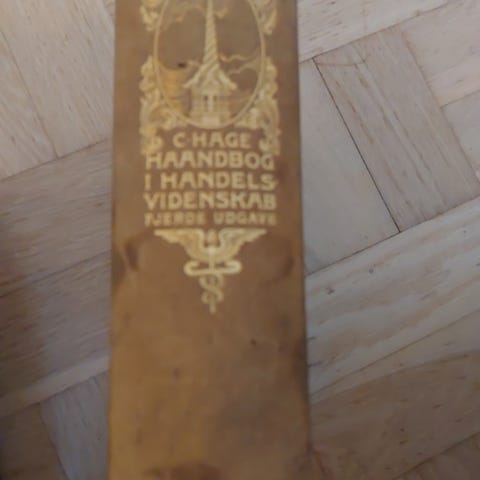 C·HAGE
HAANDBOG
I HANDELS
VIDENSKAB
FJERDE UDGAVE